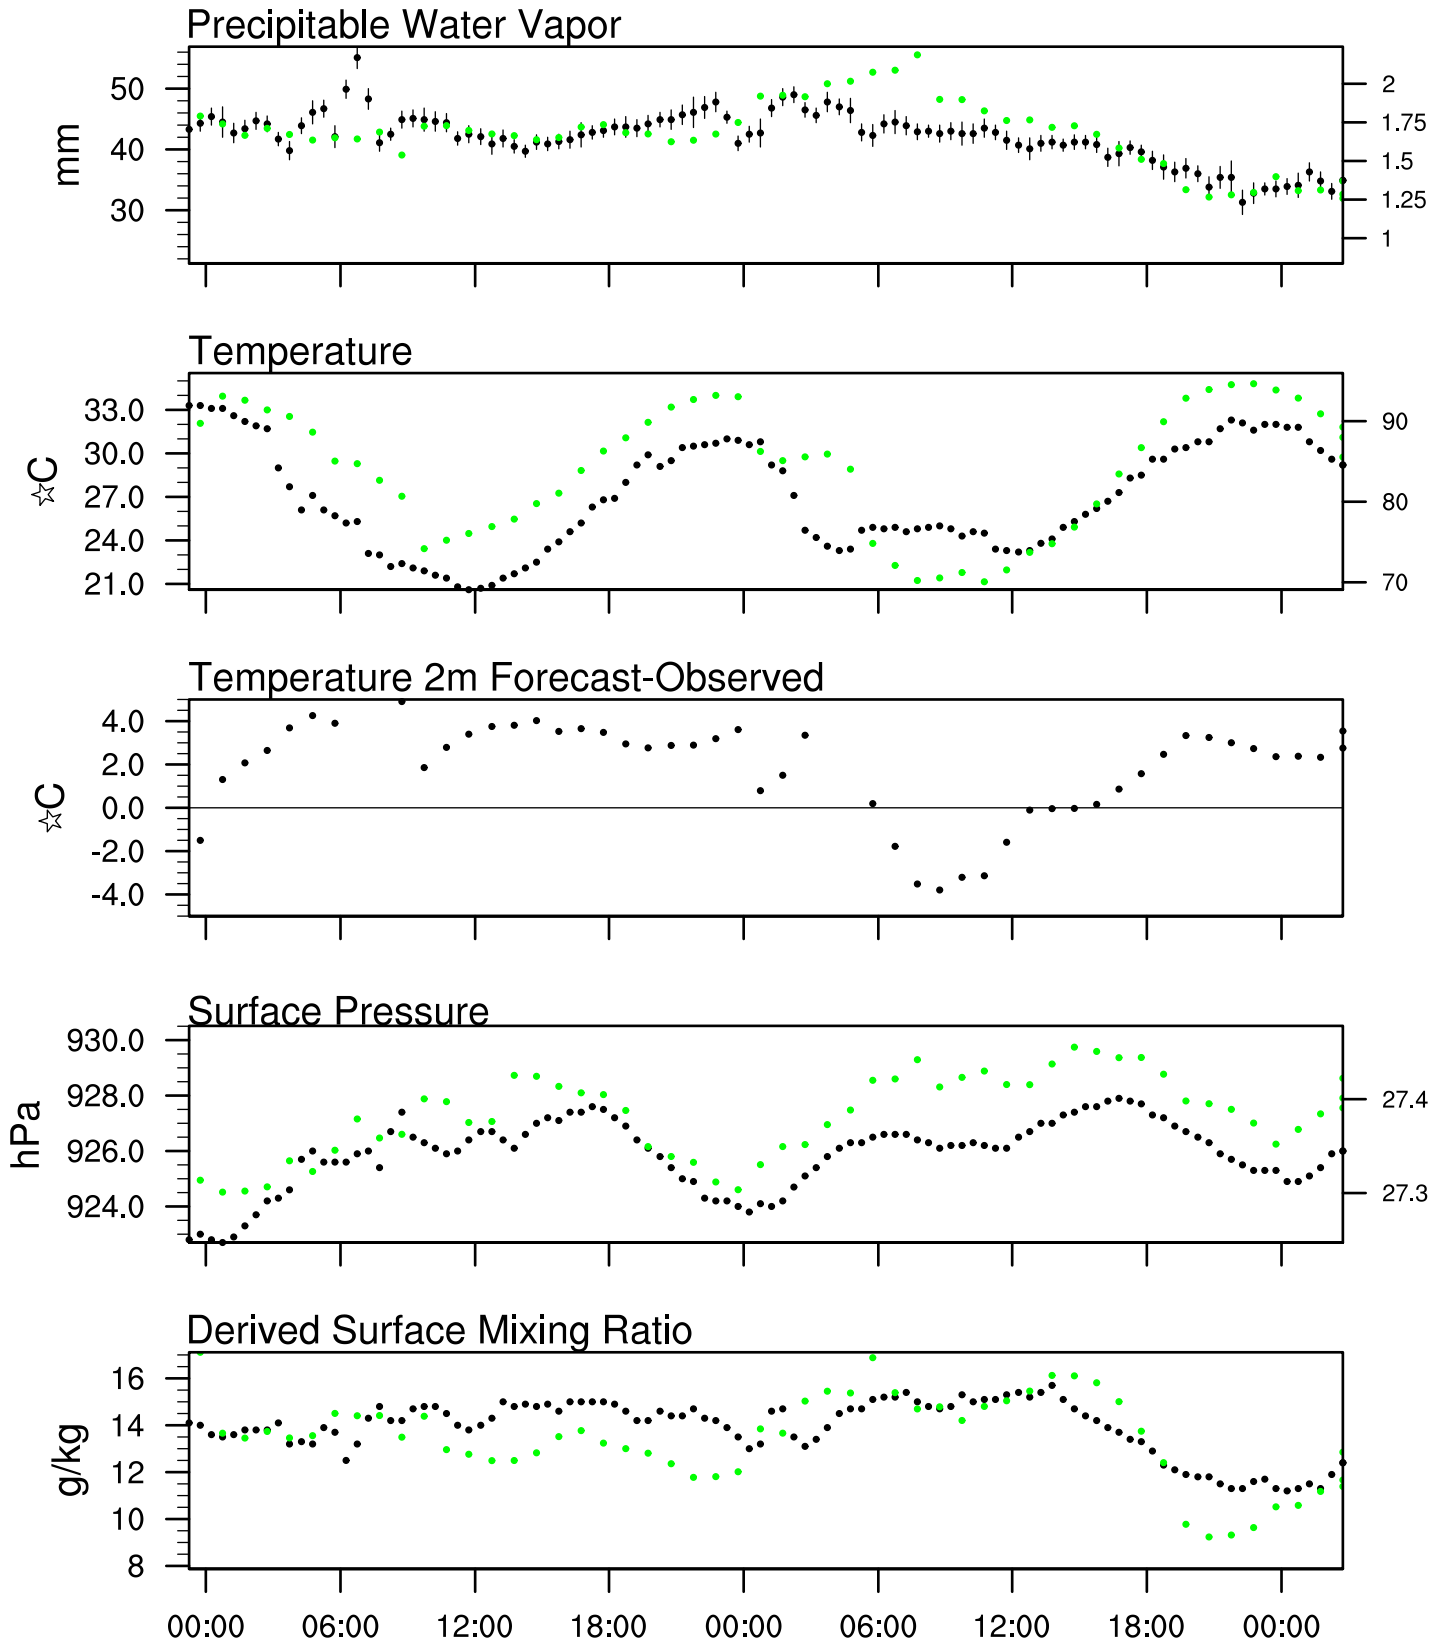 Precipitable Water Vapor
50
40
30
mm
2
1.75
1.5
1.25
1
Temperature
33.0
30.0
27.0
24.0
21.0
☆C
90
80
70
Temperature 2m Forecast-Observed
4.0
2.0
0.0
-2.0
-4.0
☆C
Surface Pressure
930.0
928.0
926.0
924.0
hPa
27.4
27.3
Derived Surface Mixing Ratio
16
14
12
10
8
g/kg
00:00 06:00 12:00 18:00 00:00 06:00 12:00 18:00 00:00